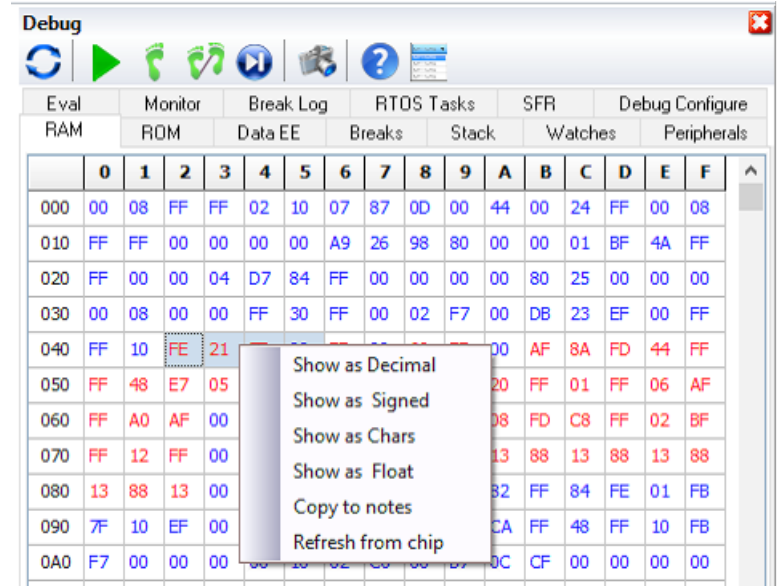 Debug
Eval Monitor Break Log RTOS Tasks SFR Debug Configure
RAM ROM Data EE Breaks Stack Watches Peripherals
0 1 2 3 4 5 6 7 8 9 A B C D E F
000 00 08 FF FF 02 10 07 87 0D 00 44 00 24 FF 00 08
010 FF FF 00 00 00 00 A9 26 98 80 00 00 01 BF 4A FF
020 FF 00 00 04 D7 84 FF 00 00 00 00 80 25 00 00 00
030 00 08 00 00 FF 30 FF 00 02 F7 00 DB 23 EF 00 FF
040 FF 10 FE 21 00 AF 8A FD 44 FF
Show as Decimal
050 FF 48 E7 05 20 FF 01 FF 06 AF
Show as Signed
060 FF A0 AF 00 08 FD C8 FF 02 BF
Show as Chars
070 FF 12 FF 00 13 88 13 88 13 88
Show as Float
080 13 88 13 00 82 FF 84 FE 01 FB
Copy to notes
090 7F 10 EF 00 CA FF 48 FF 10 FB
Refresh from chip
0A0 F7 00 00 00 0C CF 00 00 00 00